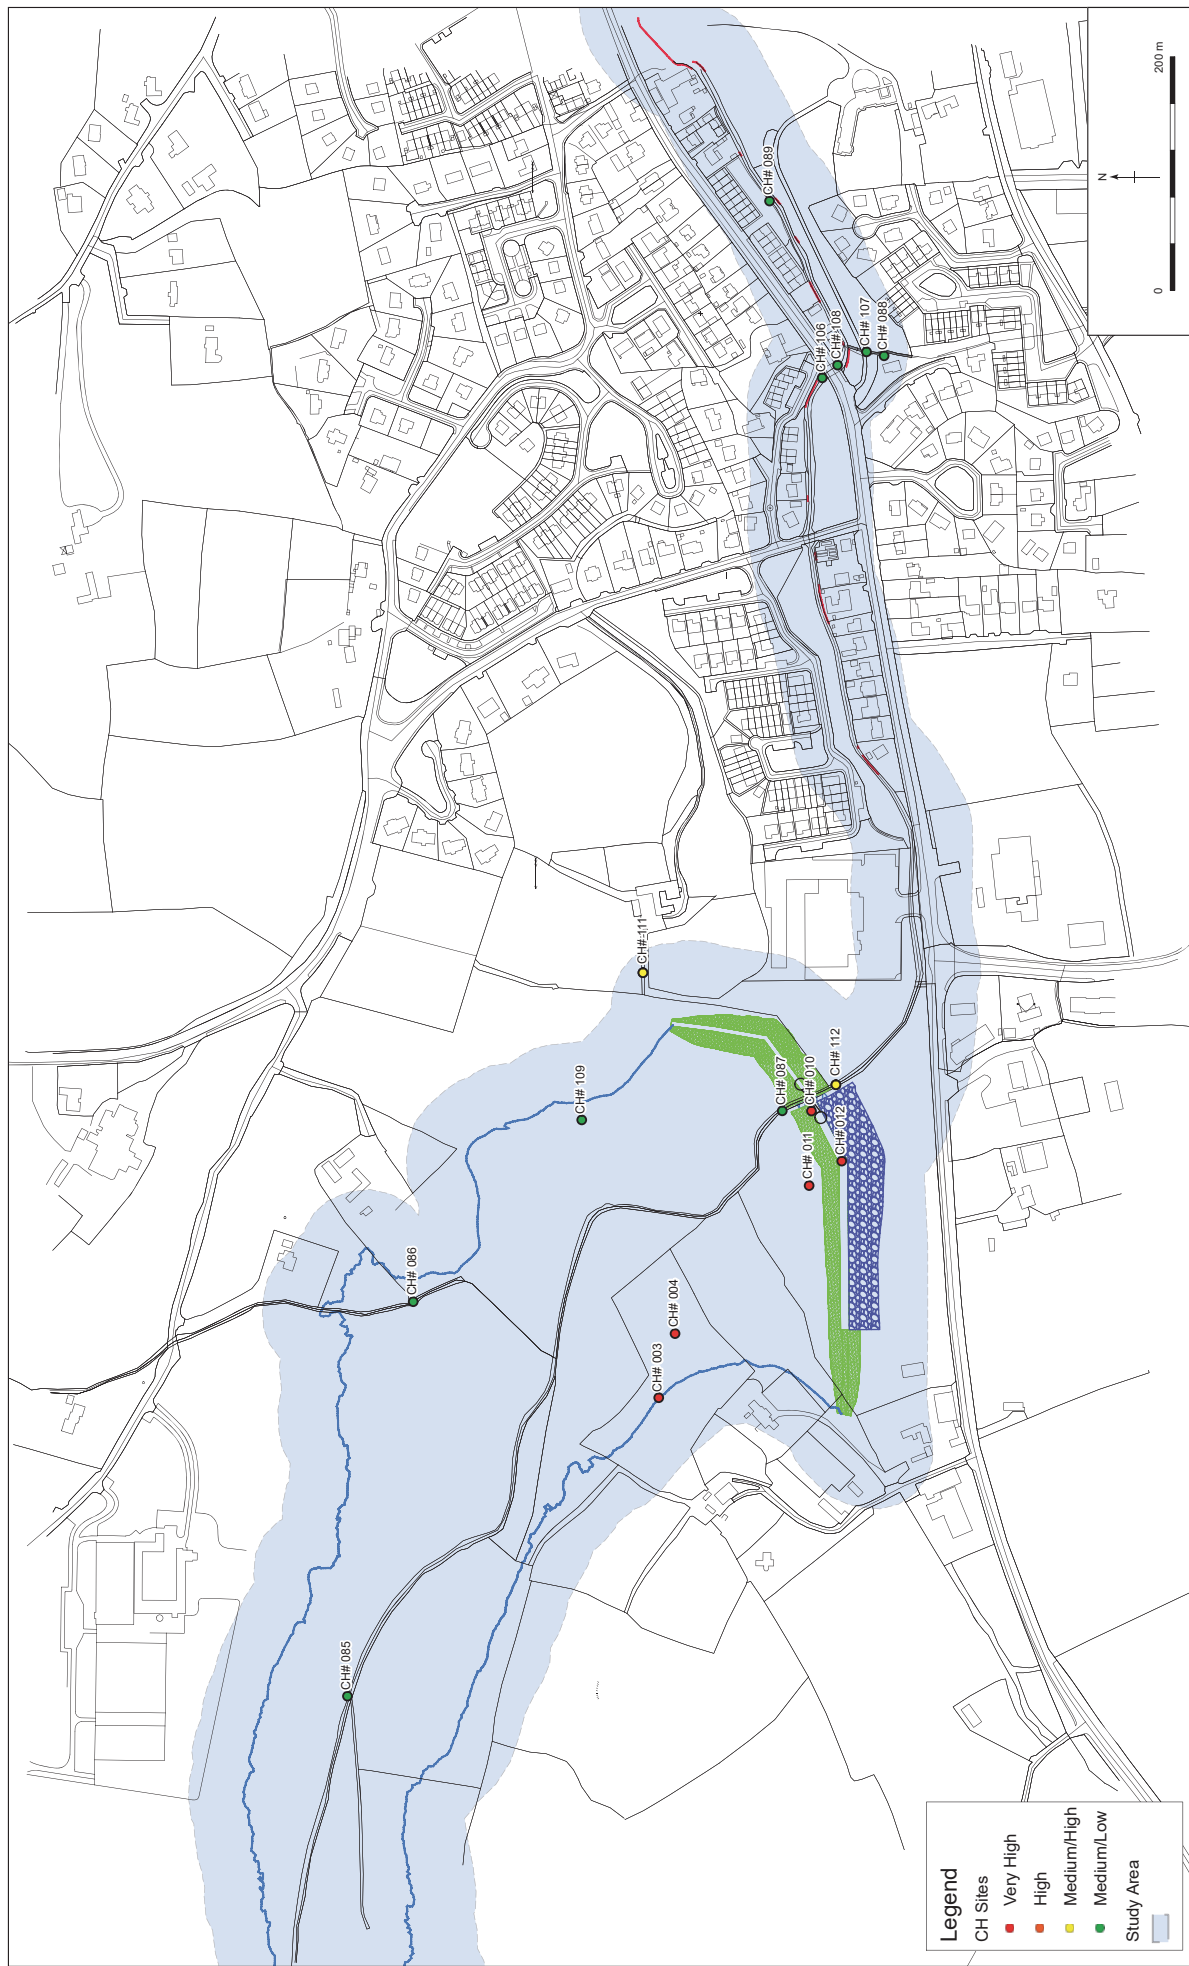 CH# 089
CH# 106
CH# 108
CH# 107
CH# 088
CH# 111
CH# 109
CH# 087
CH# 010
CH# 112
CH# 011
CH# 012
CH# 086
CH# 004
CH# 003
CH# 085
N
0
200 m
Legend
CH Sites
Very High
High
Medium/High
Medium/Low
Study Area